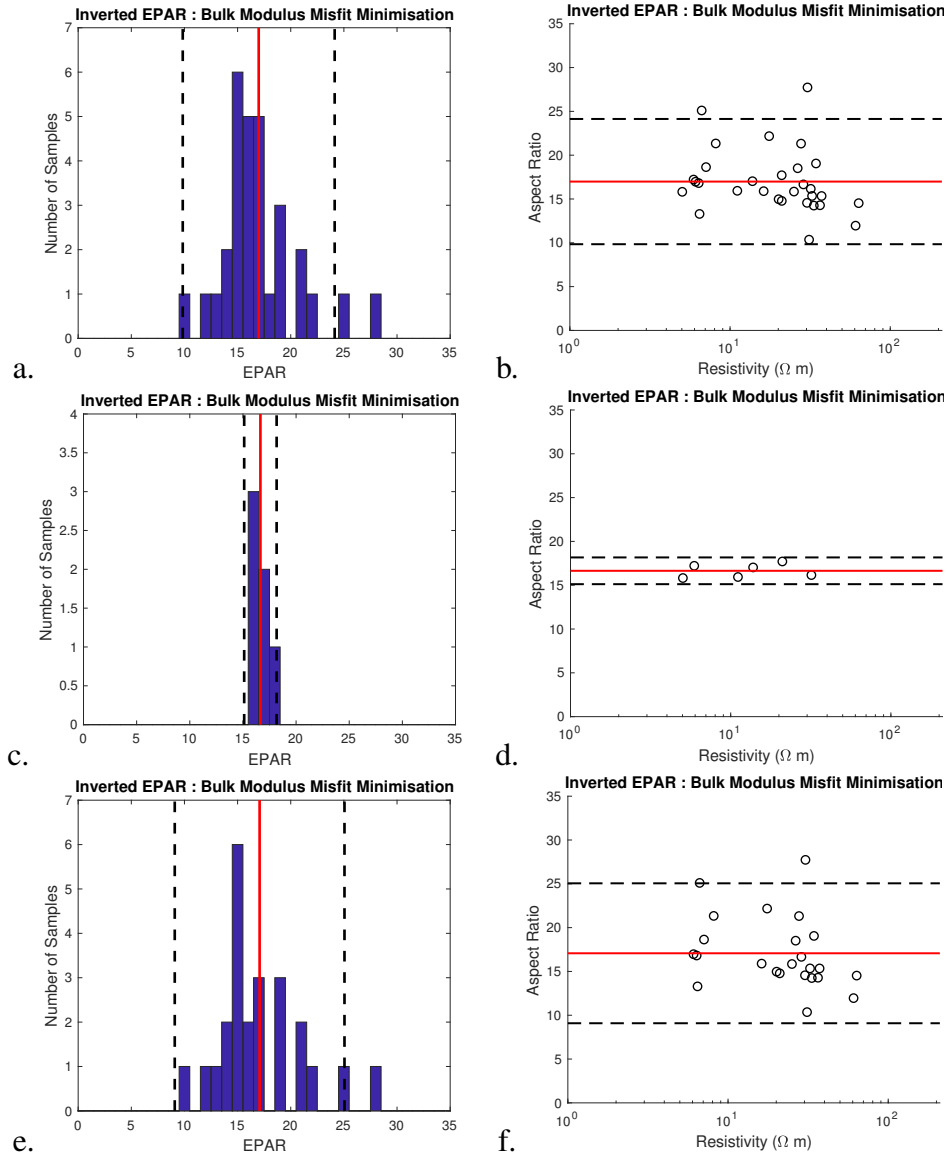 Inverted EPAR : Bulk Modulus Misfit Minimisation
Number of Samples
7
6
5
4
3
2
1
0
0 5 10 15 20 25 30 35
EPAR
a.
Inverted EPAR : Bulk Modulus Misfit Minimisation
Aspect Ratio
35
30
25
20
15
10
5
0
10^0 10^1 10^2
Resistivity (Ω m)
b.
Inverted EPAR : Bulk Modulus Misfit Minimisation
Number of Samples
4
3.5
3
2.5
2
1.5
1
0.5
0
0 5 10 15 20 25 30 35
EPAR
c.
Inverted EPAR : Bulk Modulus Misfit Minimisation
Aspect Ratio
35
30
25
20
15
10
5
0
10^0 10^1 10^2
Resistivity (Ω m)
d.
Inverted EPAR : Bulk Modulus Misfit Minimisation
Number of Samples
7
6
5
4
3
2
1
0
0 5 10 15 20 25 30 35
EPAR
e.
Inverted EPAR : Bulk Modulus Misfit Minimisation
Aspect Ratio
35
30
25
20
15
10
5
0
10^0 10^1 10^2
Resistivity (Ω m)
f.